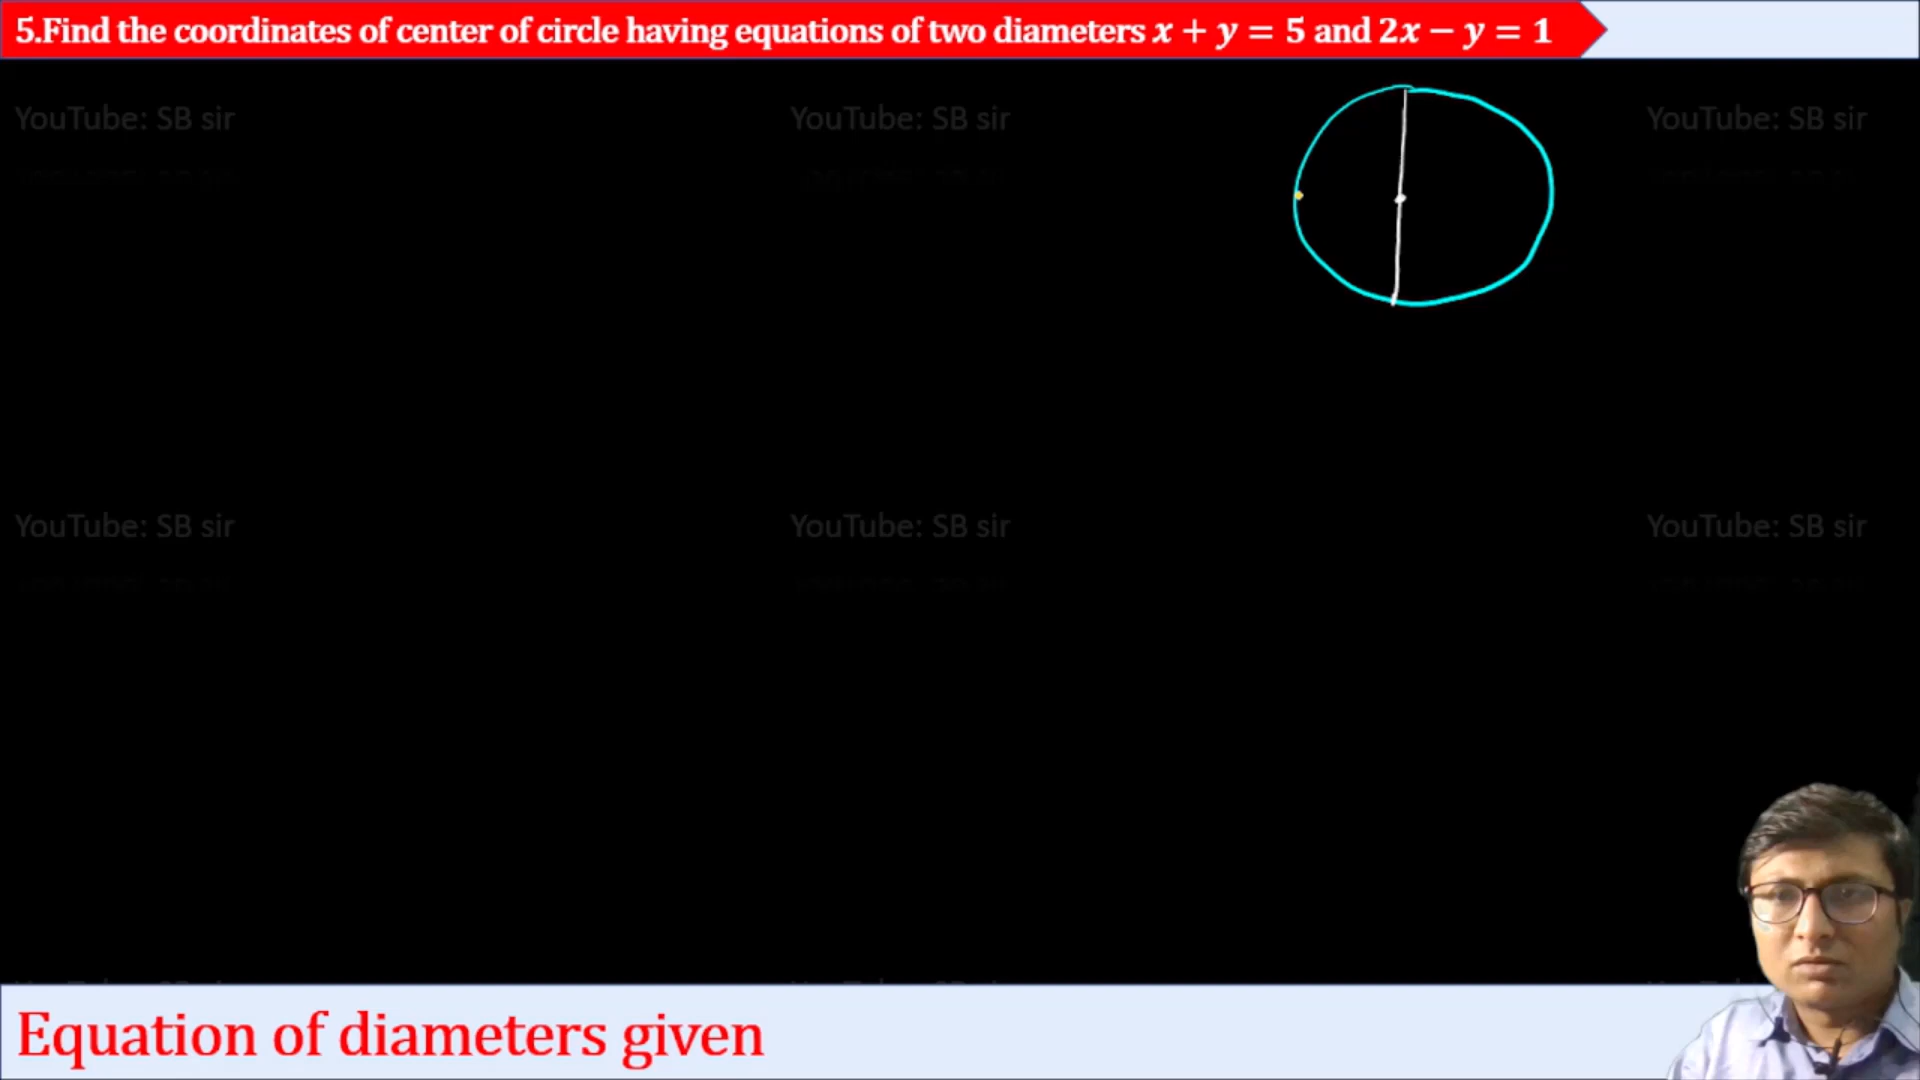 5.Find the coordinates of center of circle having equations of two diameters x + y = 5 and 2x − y = 1
YouTube: SB sir YouTube: SB sir YouTube: SB sir
YouTube: SB sir YouTube: SB sir YouTube: SB sir
Equation of diameters given